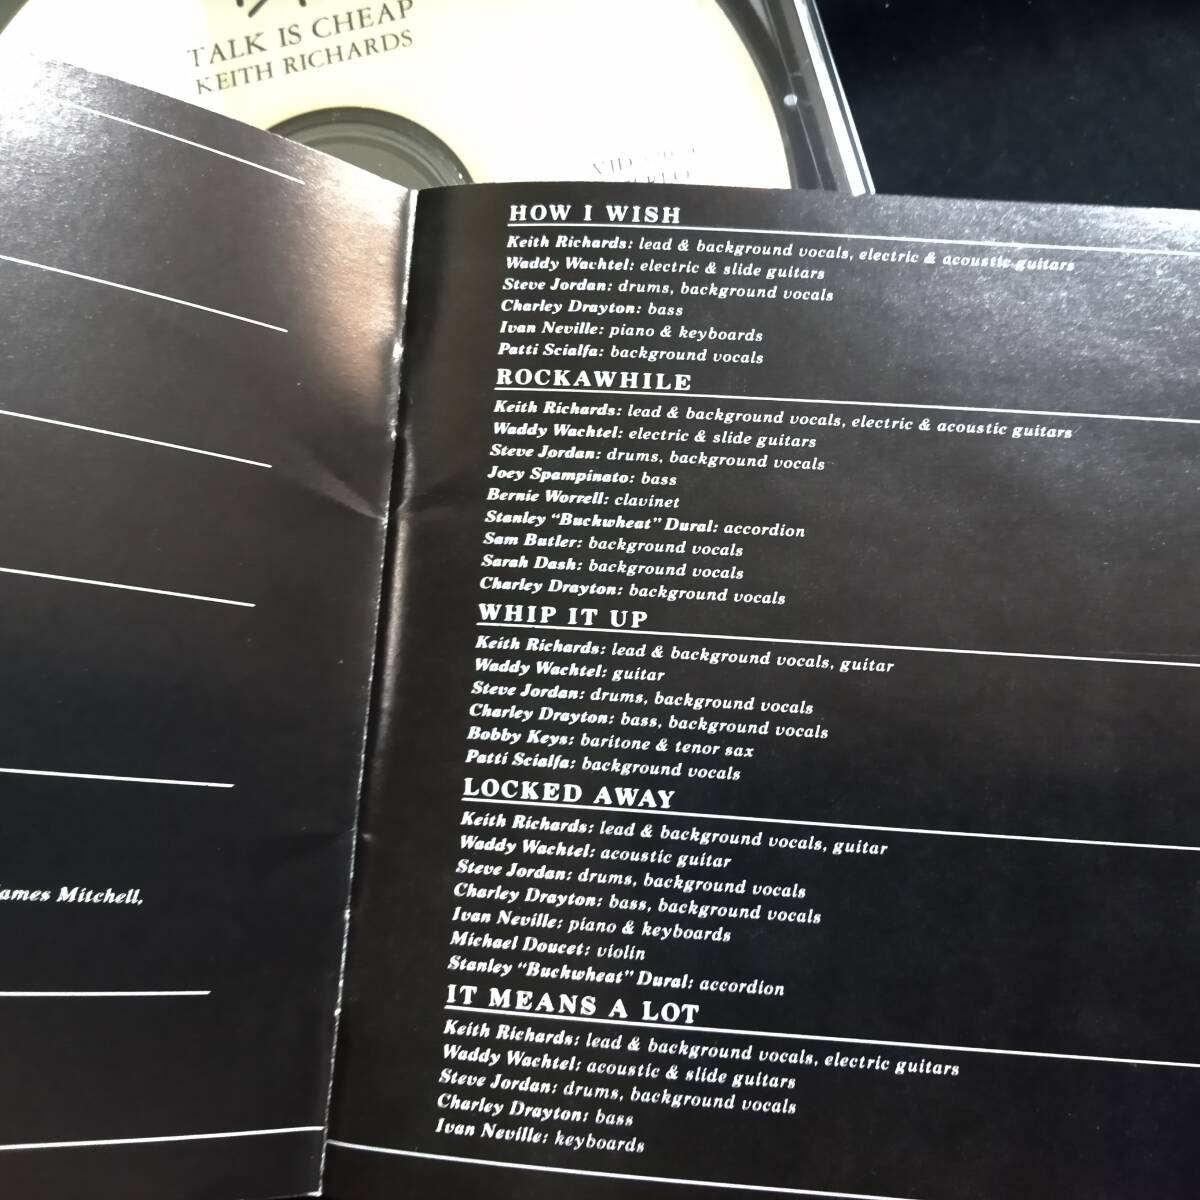 TALK IS CHEAP
KEITH RICHARDS
HOW I WISH
Keith Richards: lead & background vocals, electric & acoustic guitars
Waddy Wachtel: electric & slide guitars
Steve Jordan: drums, background vocals
Charley Drayton: bass
Ivan Neville: piano & keyboards
Patti Scialfa: background vocals
ROCKAWHILE
Keith Richards: lead & background vocals, electric & acoustic guitars
Waddy Wachtel: electric & slide guitars
Steve Jordan: drums, background vocals
Joey Spampinato: bass
Bernie Worrell: clavinet
Stanley "Buckwheat" Dural: accordion
Sam Butler: background vocals
Sarah Dash: background vocals
Charley Drayton: background vocals
WHIP IT UP
Keith Richards: lead & background vocals, guitar
Waddy Wachtel: guitar
Steve Jordan: drums, background vocals
Charley Drayton: bass, background vocals
Bobby Keys: baritone & tenor sax
Patti Scialfa: background vocals
LOCKED AWAY
Keith Richards: lead & background vocals, guitar
Waddy Wachtel: acoustic guitar
Steve Jordan: drums, background vocals
Charley Drayton: bass, background vocals
Ivan Neville: piano & keyboards
Michael Doucet: violin
Stanley "Buckwheat" Dural: accordion
IT MEANS A LOT
Keith Richards: lead & background vocals, electric guitars
Waddy Wachtel: acoustic & slide guitars
Steve Jordan: drums, background vocals
Charley Drayton: bass
Ivan Neville: keyboards
ames Mitchell,